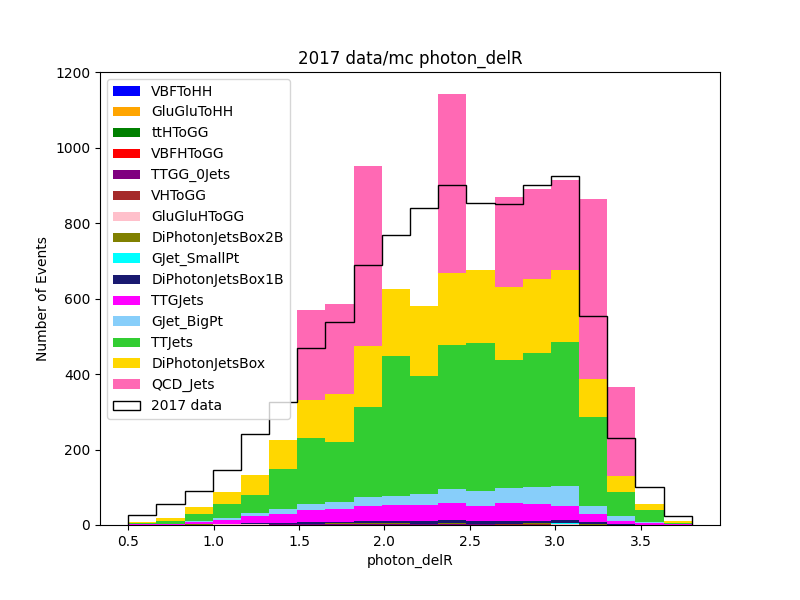 2017 data/mc photon_delR
1200
1000
800
600
400
200
0
Number of Events
VBFToHH
GluGluToHH
ttHToGG
VBFHToGG
TTGG_0Jets
VHToGG
GluGluHToGG
DiPhotonJetsBox2B
GJet_SmallPt
DiPhotonJetsBox1B
TTGJets
GJet_BigPt
TTJets
DiPhotonJetsBox
QCD_Jets
2017 data
0.5 1.0 1.5 2.0 2.5 3.0 3.5
photon_delR